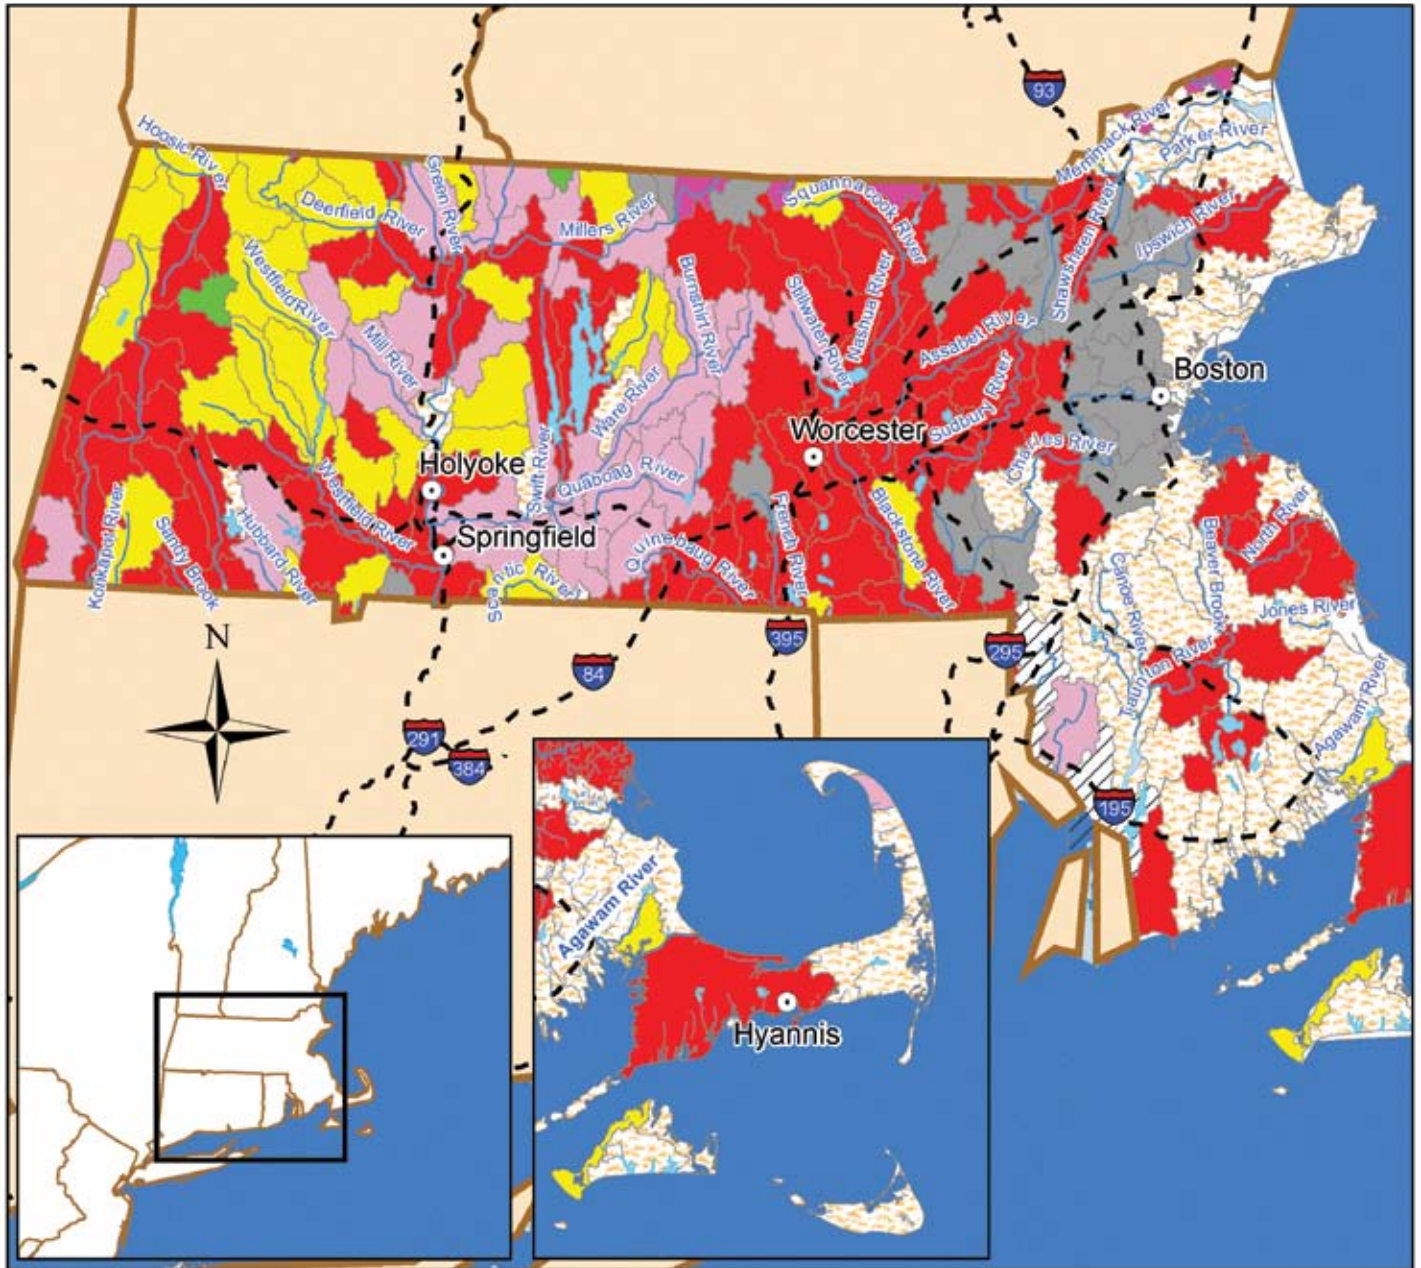 93
Hoosic River
Green River
Merrimack River
Parker River
Deerfield River
Millers River
Squannacook River
Shawsheen River
Ipswich River
Westfield River
Burnshirt River
Stillwater River
Nashua River
Assabet River
Mill River
Boston
Ware River
Sudbury River
Worcester
Charles River
Holyoke
Swift River
Quaboag River
Westfield River
Konkapot River
Sandy Brook
Hubbard River
Springfield
Scantic River
Quinebaug River
French River
Blackstone River
Canoe River
Beaver Brook
North River
Jones River
N
395
295
84
Taunton River
Agawam River
291
384
195
Agawam River
Hyannis